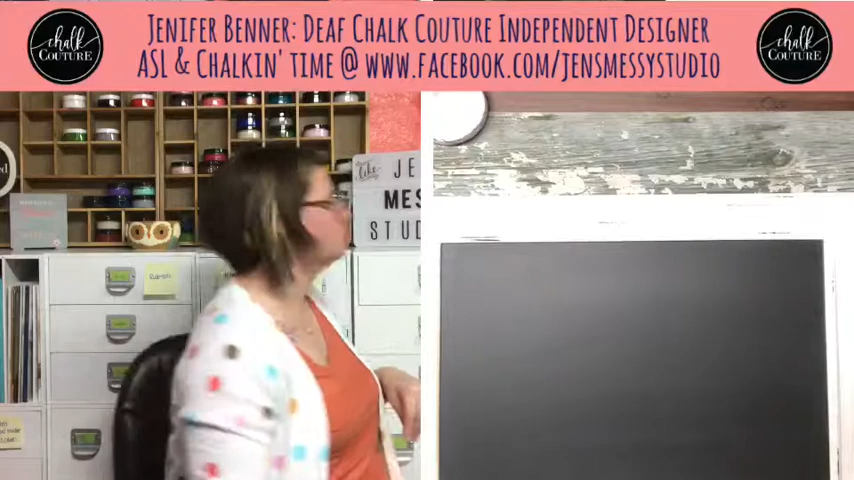 JENIFER BENNER: DEAF CHALK COUTURE INDEPENDENT DESIGNER
ASL & CHALKIN' TIME @ WWW.FACEBOOK.COM/JENSMESSYSTUDIO
chalk
COUTURE
chalk
COUTURE
JE
MES
STUD